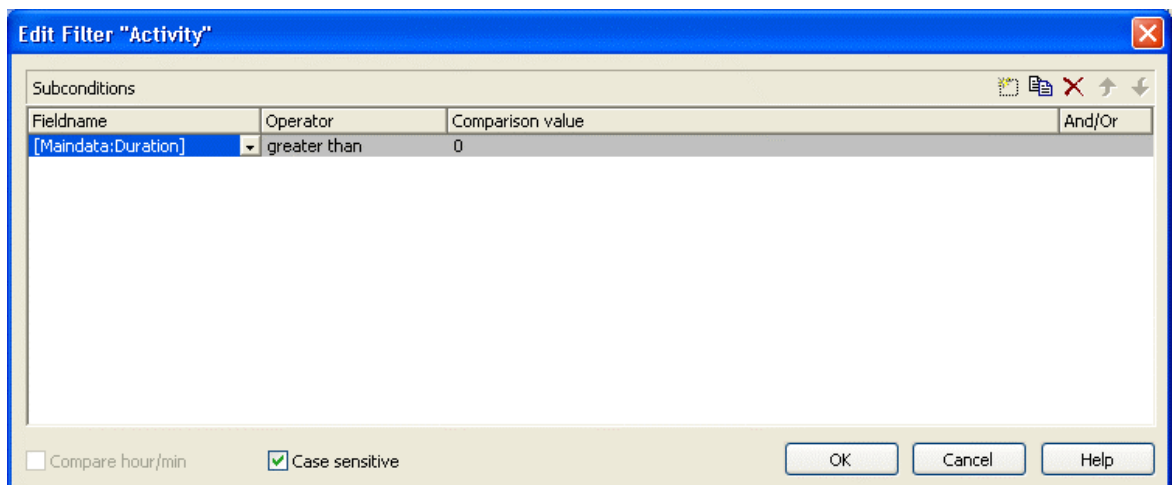 Edit Filter "Activity"
Subconditions
Fieldname Operator Comparison value And/Or
[Maindata:Duration] greater than 0
Compare hour/min Case sensitive OK Cancel Help